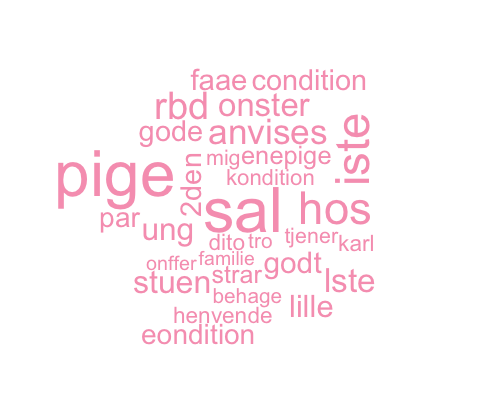 faae condition
rbd onster
gode anvises iste
2den mig enepige
pige kondition
sal hos
par ung
dito tro tjener karl
onffer familie
stuen strar godt lste
behage
henvende lille
eondition